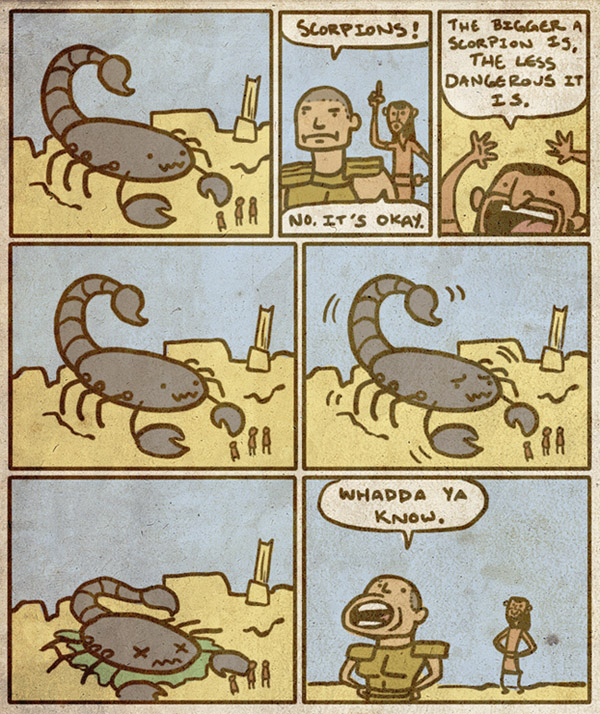 SCORPIONS!
NO, IT'S OKAY.
THE BIGGER A
SCORPION IS,
THE LESS
DANGEROUS IT
IS.
WHADDA YA
KNOW.